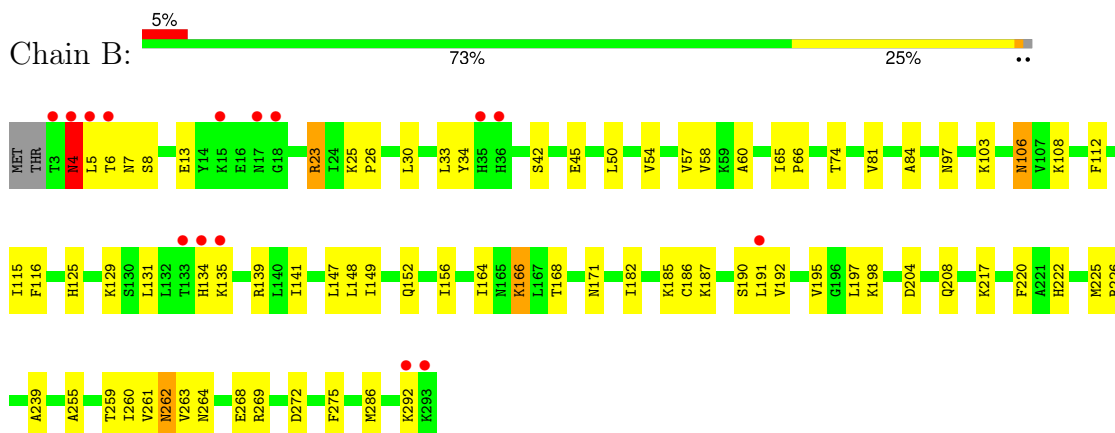 5%
Chain B:
73% 25% ••
MET THR T3 N4 L5 T6 N7 S8 E13 Y14 K15 E16 N17 G18 R23 I24 K25 P26 L30 L33 Y34 H35 H36 S42 E45 L50 V54 V57 V58 K59 A60 I65 P66 T74 V81 A84 N97 K103 N106 V107 K108 F112
I115 F116 H125 K129 S130 L131 L132 T133 H134 K135 R139 L140 I141 L147 L148 I149 Q152 I156 I164 N165 K166 L167 T168 N171 I182 K185 C186 K187 S190 L191 V192 V195 G196 L197 K198 D204 Q208 K217 F220 A221 H222 M225
A239 A255 T259 I260 V261 N262 V263 N264 E268 R269 D272 F275 M286 K292 K293